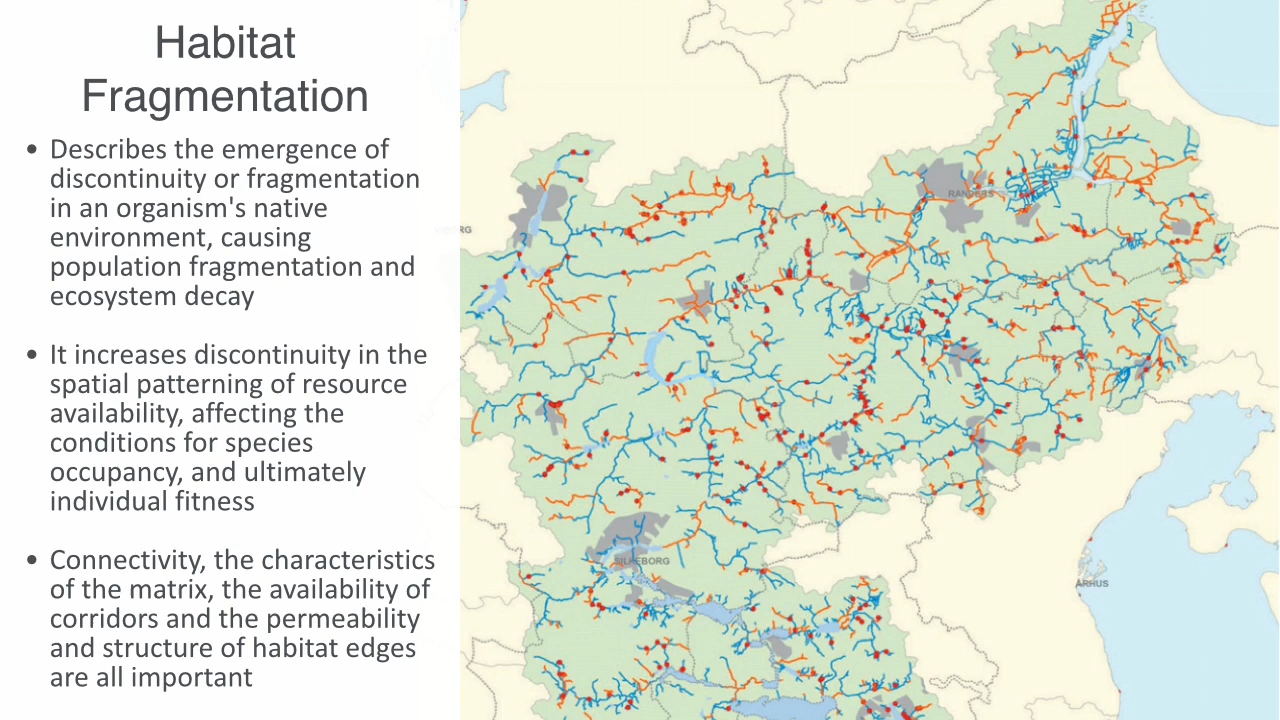 Habitat
Fragmentation
• Describes the emergence of
discontinuity or fragmentation
in an organism's native
environment, causing
population fragmentation and
ecosystem decay
• It increases discontinuity in the
spatial patterning of resource
availability, affecting the
conditions for species
occupancy, and ultimately
individual fitness
• Connectivity, the characteristics
of the matrix, the availability of
corridors and the permeability
and structure of habitat edges
are all important
RANDERS
RG
SILKEBORG
ÅRHUS